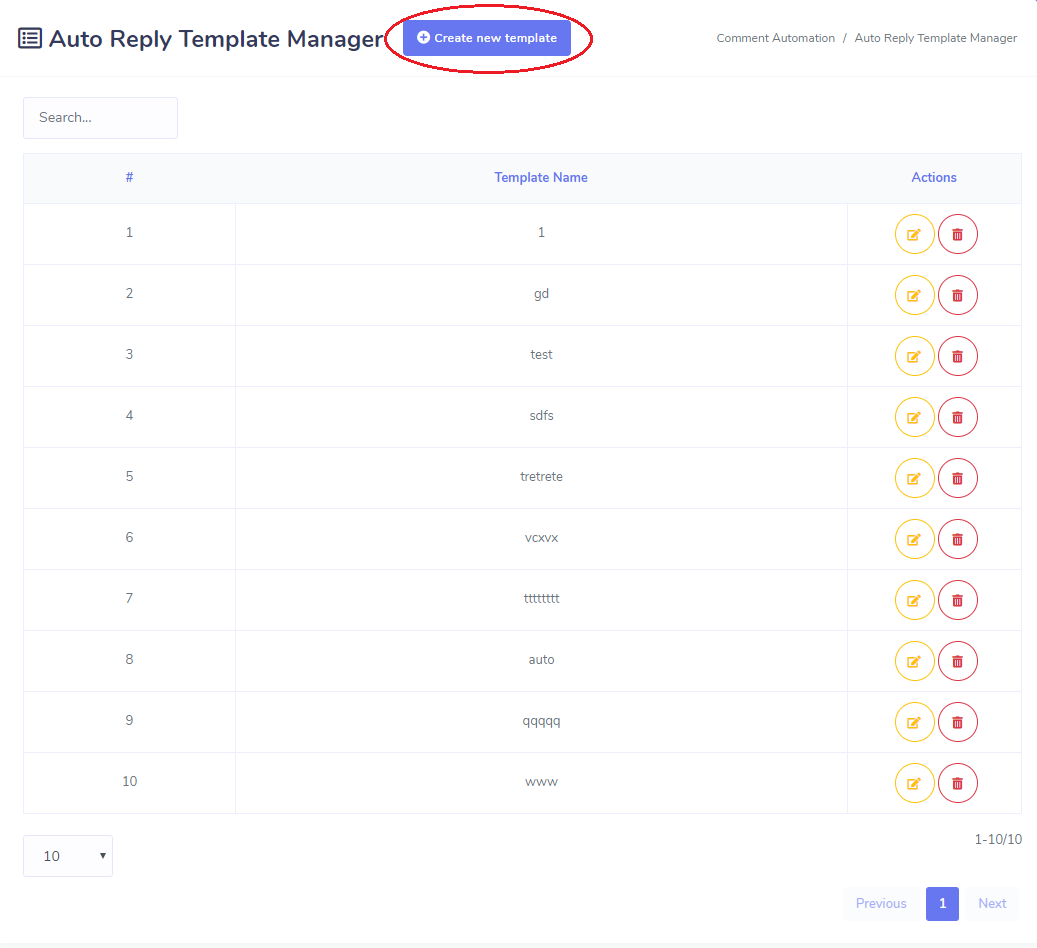 Auto Reply Template Manager Create new template Comment Automation / Auto Reply Template Manager
Search...
# Template Name Actions
1 1
2 gd
3 test
4 sdfs
5 tretrete
6 vcxvx
7 tttttttt
8 auto
9 qqqqq
10 www
1-10/10
10
Previous 1 Next